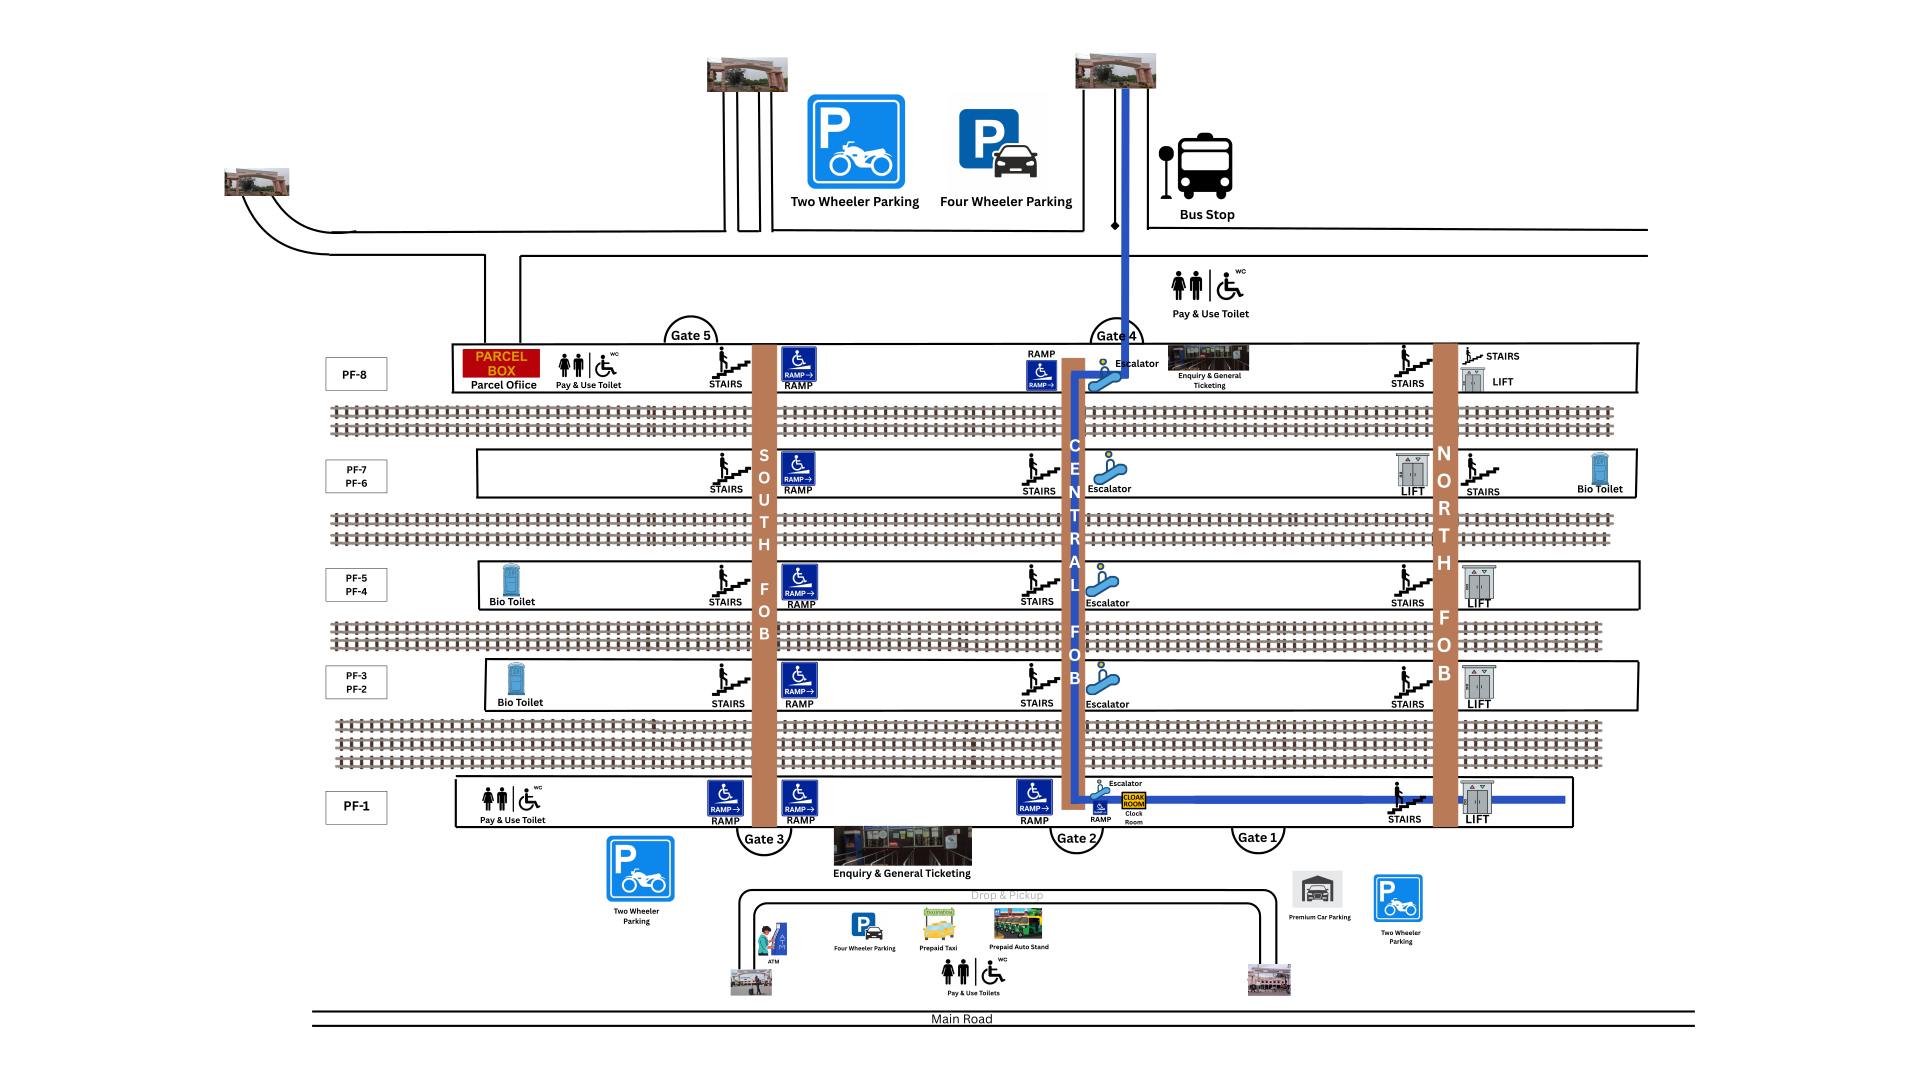 Two Wheeler Parking
Four Wheeler Parking
Bus Stop
WC
Pay & Use Toilet
Gate 5
Gate 4
PF-8
PARCEL
BOX
Parcel Ofiice
WC
Pay & Use Toilet
STAIRS
RAMP→
RAMP
RAMP
RAMP→
Escalator
Enquiry & General
Ticketing
STAIRS
STAIRS
LIFT
PF-7
PF-6
STAIRS
RAMP→
RAMP
STAIRS
Escalator
LIFT
STAIRS
Bio Toilet
SOUTH FOB
CENTRAL FOB
NORTH FOB
PF-5
PF-4
Bio Toilet
STAIRS
RAMP→
RAMP
STAIRS
Escalator
STAIRS
LIFT
PF-3
PF-2
Bio Toilet
STAIRS
RAMP→
RAMP
STAIRS
Escalator
STAIRS
LIFT
PF-1
WC
Pay & Use Toilet
RAMP→
RAMP
RAMP→
RAMP
RAMP→
RAMP
Escalator
RAMP
CLOAK
ROOM
Clock
Room
STAIRS
LIFT
Gate 3
Gate 2
Gate 1
Enquiry & General Ticketing
Two Wheeler
Parking
Drop & Pickup
ATM
ATM
Four Wheeler Parking
Prepaid Taxi
Prepaid Auto Stand
Premium Car Parking
Two Wheeler
Parking
WC
Pay & Use Toilets
Main Road